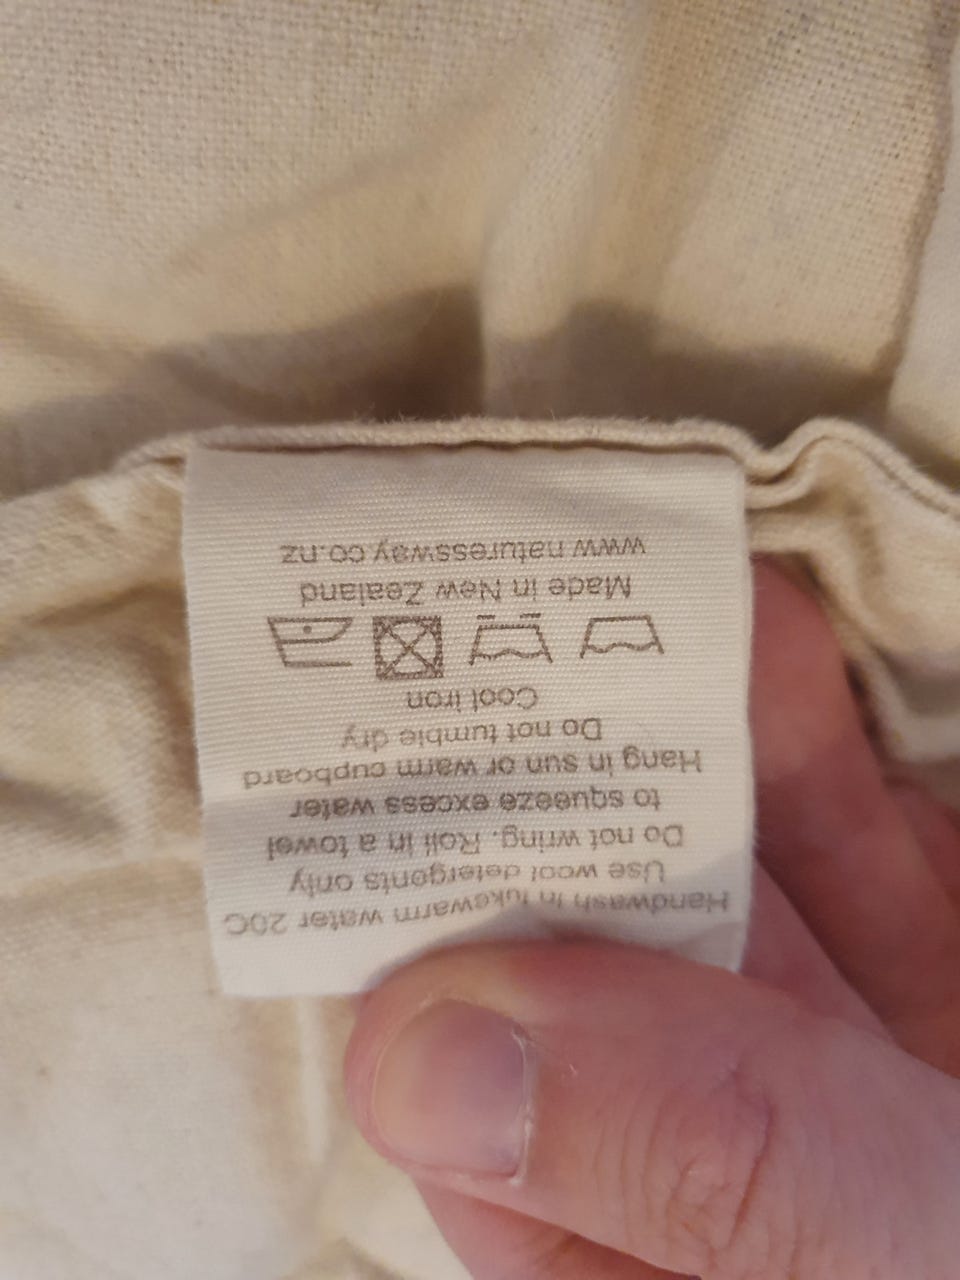 Handwash in lukewarm water 20C
Use wool detergents only
Do not wring. Roll in a towel
to squeeze excess water
Hang in sun or warm cupboard
Do not tumble dry
Cool iron
Made in New Zealand
www.naturessway.co.nz